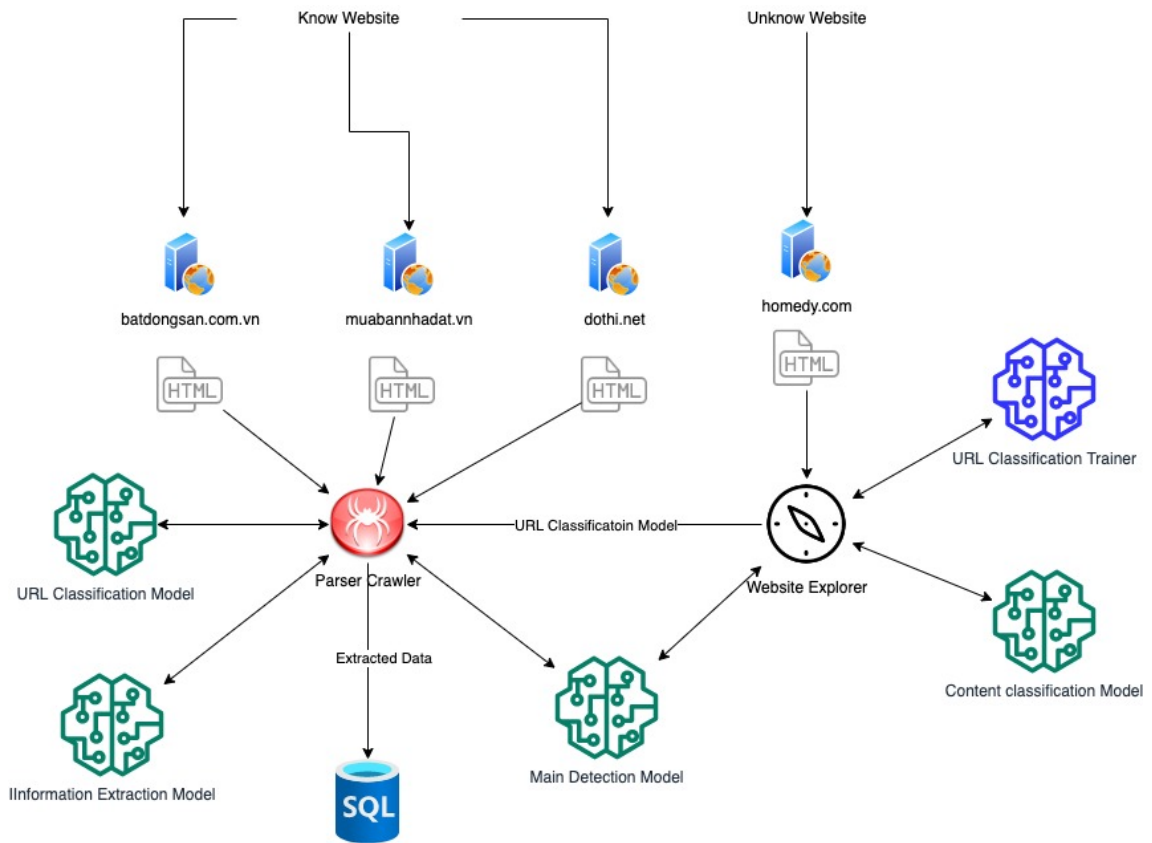 Know Website
Unknow Website
batdongsan.com.vn
muabannhadat.vn
dothi.net
homedy.com
HTML
HTML
HTML
HTML
URL Classification Trainer
URL Classificatoin Model
Parser Crawler
Website Explorer
URL Classification Model
Extracted Data
Content classification Model
Main Detection Model
IInformation Extraction Model
SQL